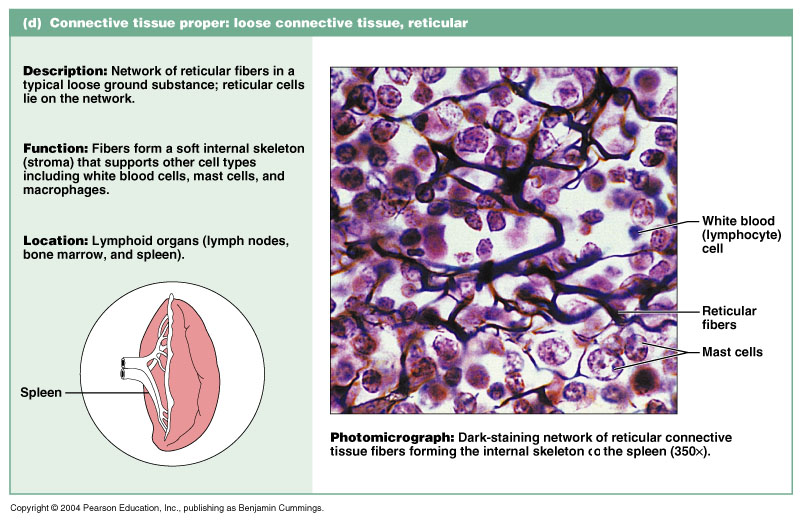 (d) Connective tissue proper: loose connective tissue, reticular
Description: Network of reticular fibers in a
typical loose ground substance; reticular cells
lie on the network.
Function: Fibers form a soft internal skeleton
(stroma) that supports other cell types
including white blood cells, mast cells, and
macrophages.
Location: Lymphoid organs (lymph nodes,
bone marrow, and spleen).
Spleen
White blood
(lymphocyte)
cell
Reticular
fibers
Mast cells
Photomicrograph: Dark-staining network of reticular connective
tissue fibers forming the internal skeleton the spleen (350×).
Copyright © 2004 Pearson Education, Inc., publishing as Benjamin Cummings.